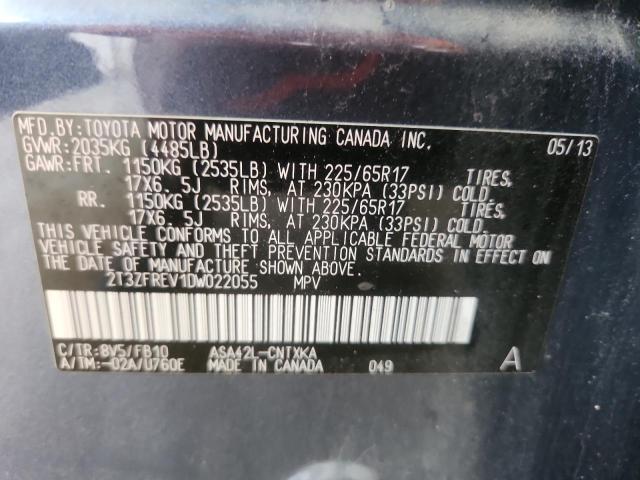 MFD.BY:TOYOTA MOTOR MANUFACTURING CANADA INC. 05/13
GVWR:2035KG (4485LB)
GAWR:FRT. 1150KG (2535LB) WITH 225/65R17 TIRES,
17X6. 5J RIMS, AT 230KPA (33PSI) COLD.
RR. 1150KG (2535LB) WITH 225/65R17 TIRES,
17X6. 5J RIMS, AT 230KPA (33PSI) COLD.
THIS VEHICLE CONFORMS TO ALL APPLICABLE FEDERAL MOTOR
VEHICLE SAFETY AND THEFT PREVENTION STANDARDS IN EFFECT ON
THE DATE OF MANUFACTURE SHOWN ABOVE.
2T3ZFREV1DW022055 MPV
C/TR:8V5/FB10 ASA42L-CNTXKA
A/TM:-02A/U760E MADE IN CANADA 049 A